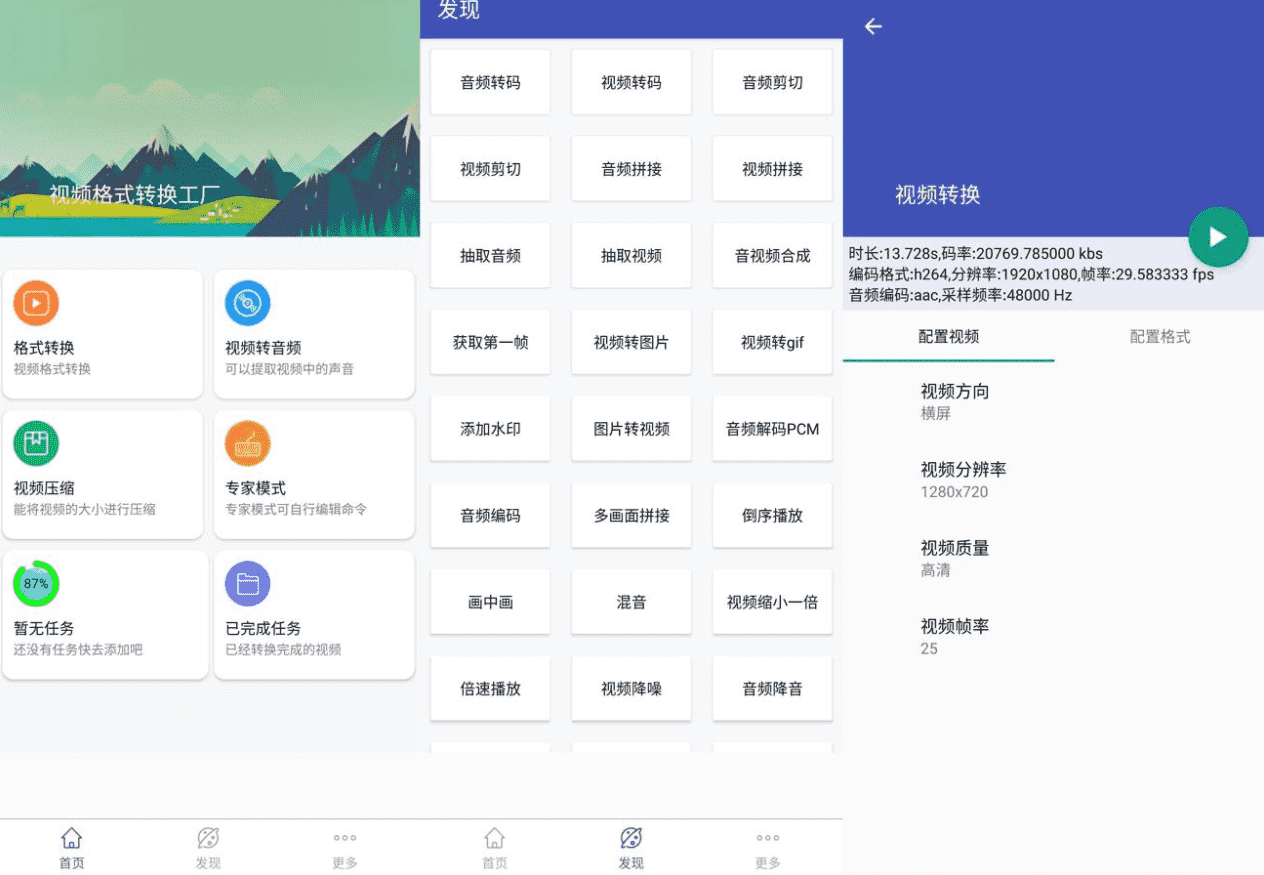 视频格式转换工厂
格式转换
视频格式转换
视频转音频
可以提取视频中的声音
视频压缩
能将视频的大小进行压缩
专家模式
专家模式可自行编辑命令
87%
暂无任务
还没有任务快去添加吧
已完成任务
已经转换完成的视频
首页
发现
更多
发现
音频转码
视频转码
音频剪切
视频剪切
音频拼接
视频拼接
抽取音频
抽取视频
音视频合成
获取第一帧
视频转图片
视频转gif
添加水印
图片转视频
音频解码PCM
音频编码
多画面拼接
倒序播放
画中画
混音
视频缩小一倍
倍速播放
视频降噪
音频降音
首页
发现
更多
视频转换
时长:13.728s,码率:20769.785000 kbs
编码格式:h264,分辨率:1920x1080,帧率:29.583333 fps
音频编码:aac,采样频率:48000 Hz
配置视频
配置格式
视频方向
横屏
视频分辨率
1280x720
视频质量
高清
视频帧率
25